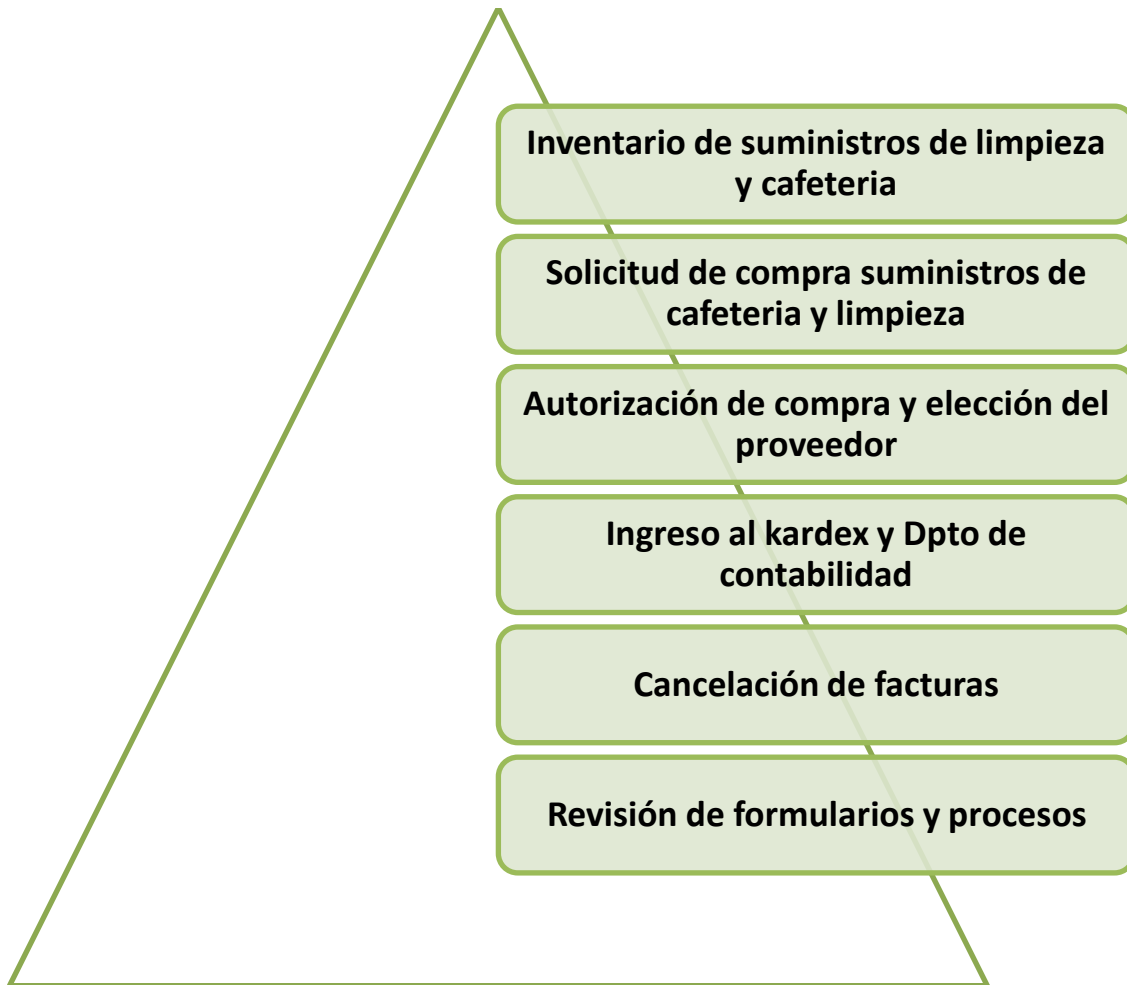 Inventario de suministros de limpieza
y cafeteria
Solicitud de compra suministros de
cafeteria y limpieza
Autorización de compra y elección del
proveedor
Ingreso al kardex y Dpto de
contabilidad
Cancelación de facturas
Revisión de formularios y procesos